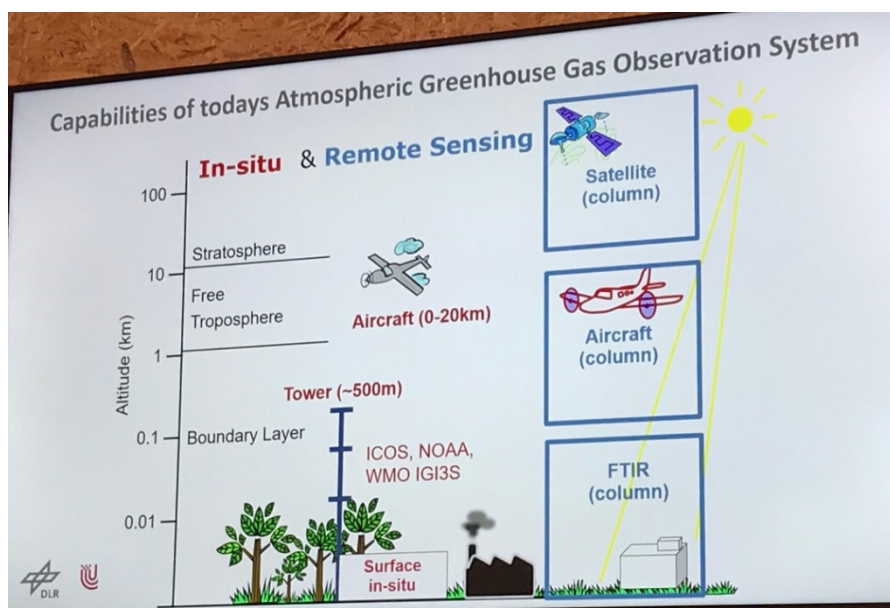 Capabilities of todays Atmospheric Greenhouse Gas Observation System
In-situ & Remote Sensing
Altitude (km)
100
10
1
0.1
0.01
Stratosphere
Free
Troposphere
Boundary Layer
Aircraft (0-20km)
Tower (~500m)
ICOS, NOAA,
WMO IGI3S
Surface
in-situ
Satellite
(column)
Aircraft
(column)
FTIR
(column)
DLR